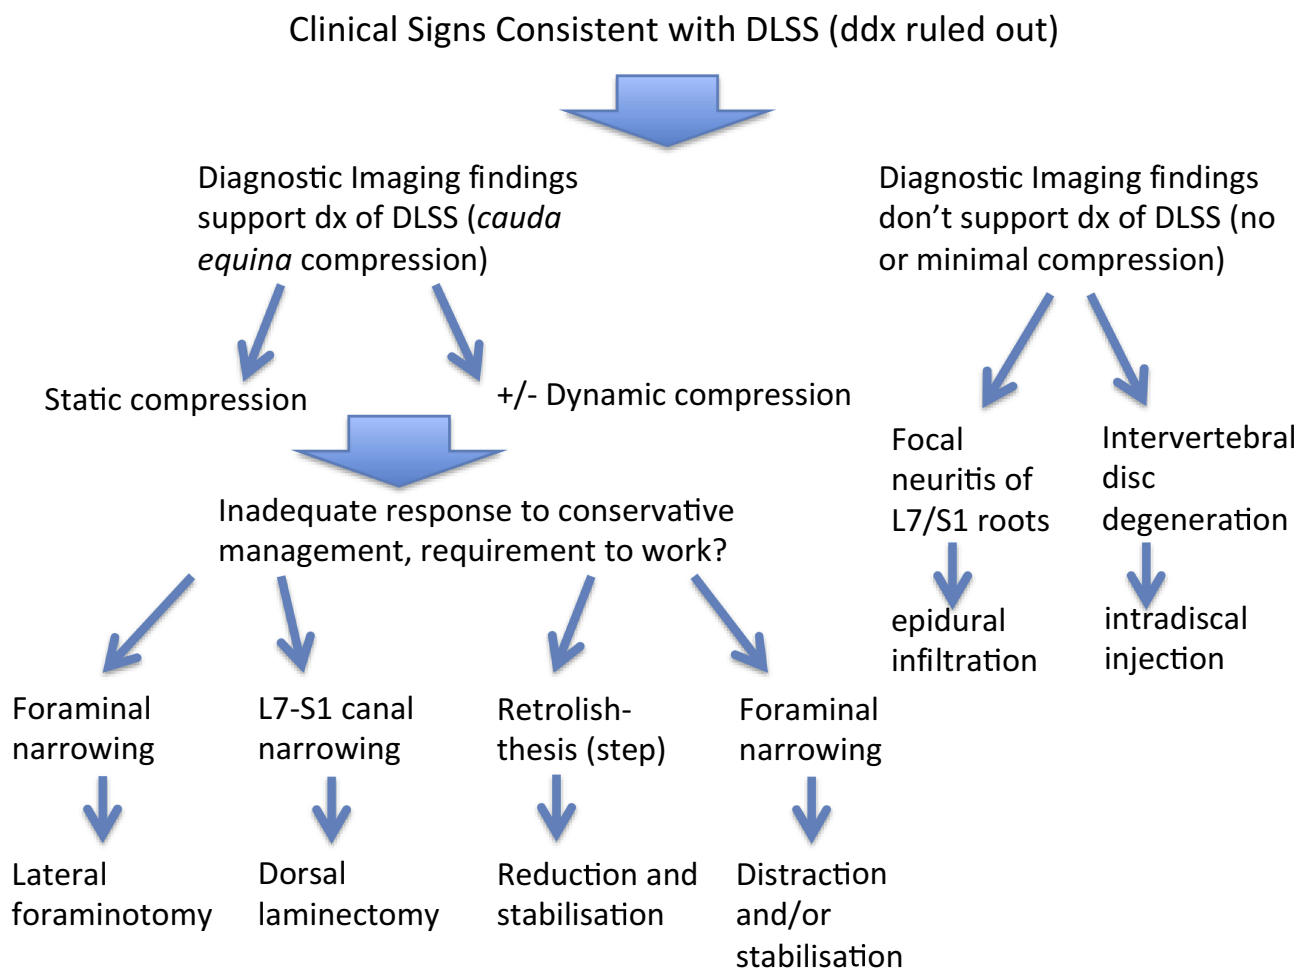 Clinical Signs Consistent with DLSS (ddx ruled out)
Diagnostic Imaging findings
support dx of DLSS (cauda
equina compression)
Diagnostic Imaging findings
don't support dx of DLSS (no
or minimal compression)
Static compression
+/- Dynamic compression
Focal
neuritis of
L7/S1 roots
Intervertebral
disc
degeneration
Inadequate response to conservative
management, requirement to work?
epidural
infiltration
intradiscal
injection
Foraminal
narrowing
L7-S1 canal
narrowing
Retrolish-
thesis (step)
Foraminal
narrowing
Lateral
foraminotomy
Dorsal
laminectomy
Reduction and
stabilisation
Distraction
and/or
stabilisation